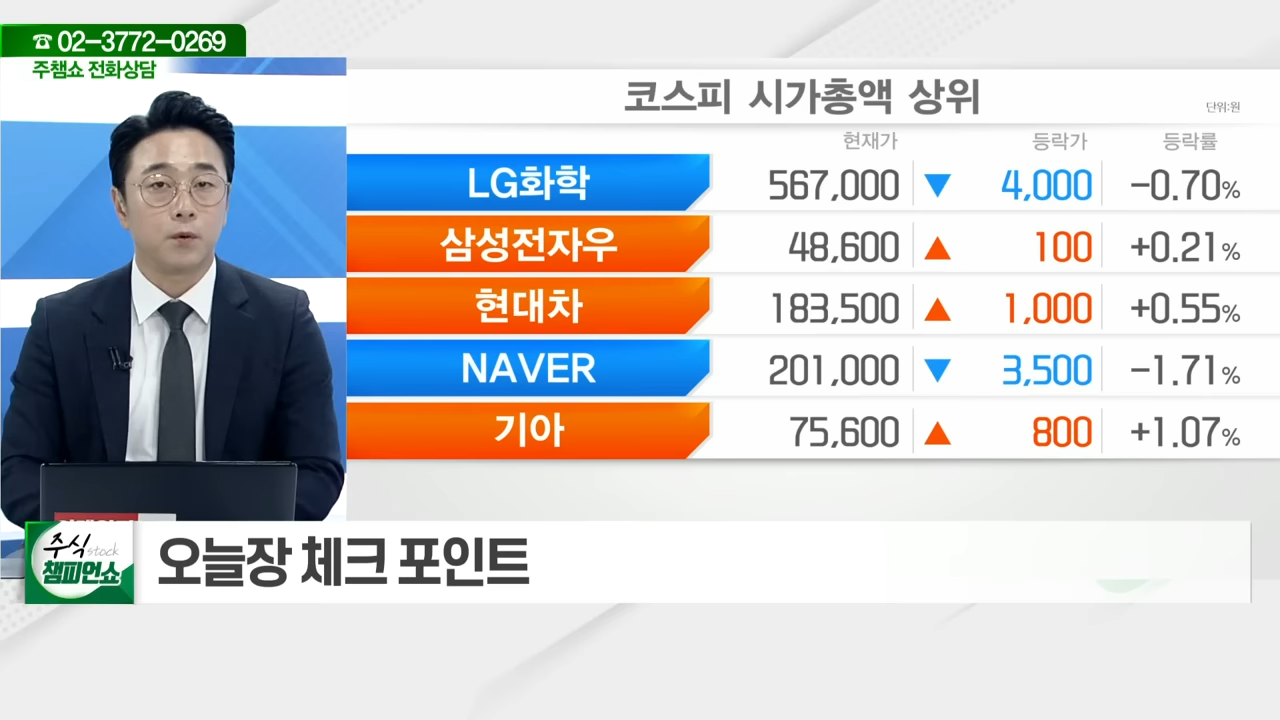 ☎ 02-3772-0269
주챔쇼 전화상담
코스피 시가총액 상위
단위:원
현재가 등락가 등락률
LG화학 567,000 ▼ 4,000 -0.70%
삼성전자우 48,600 ▲ 100 +0.21%
현대차 183,500 ▲ 1,000 +0.55%
NAVER 201,000 ▼ 3,500 -1.71%
기아 75,600 ▲ 800 +1.07%
주식 stock
챔피언쇼
오늘장 체크 포인트